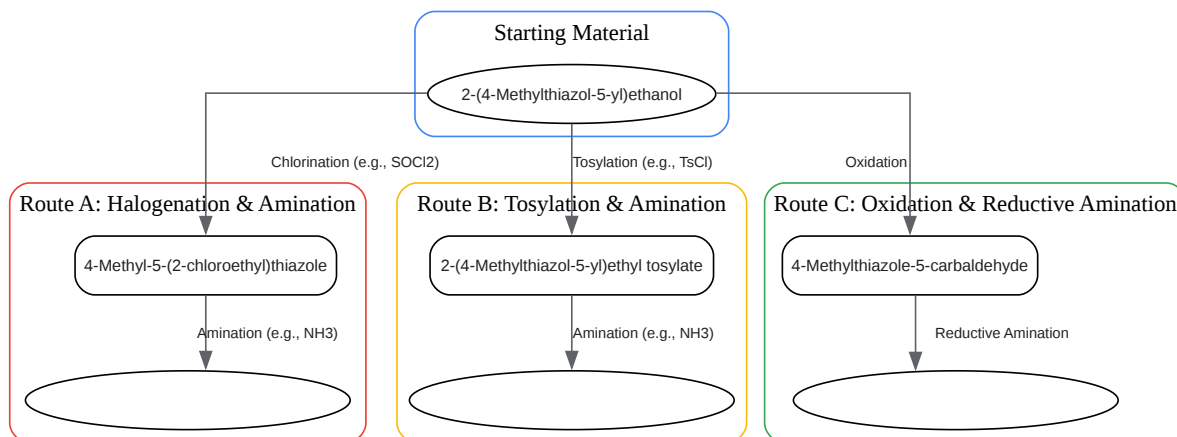 Starting Material
2-(4-Methylthiazol-5-yl)ethanol
Chlorination (e.g., SOCl2)
Tosylation (e.g., TsCl)
Oxidation
Route A: Halogenation & Amination
Route B: Tosylation & Amination
Route C: Oxidation & Reductive Amination
4-Methyl-5-(2-chloroethyl)thiazole
2-(4-Methylthiazol-5-yl)ethyl tosylate
4-Methylthiazole-5-carbaldehyde
Amination (e.g., NH3)
Amination (e.g., NH3)
Reductive Amination